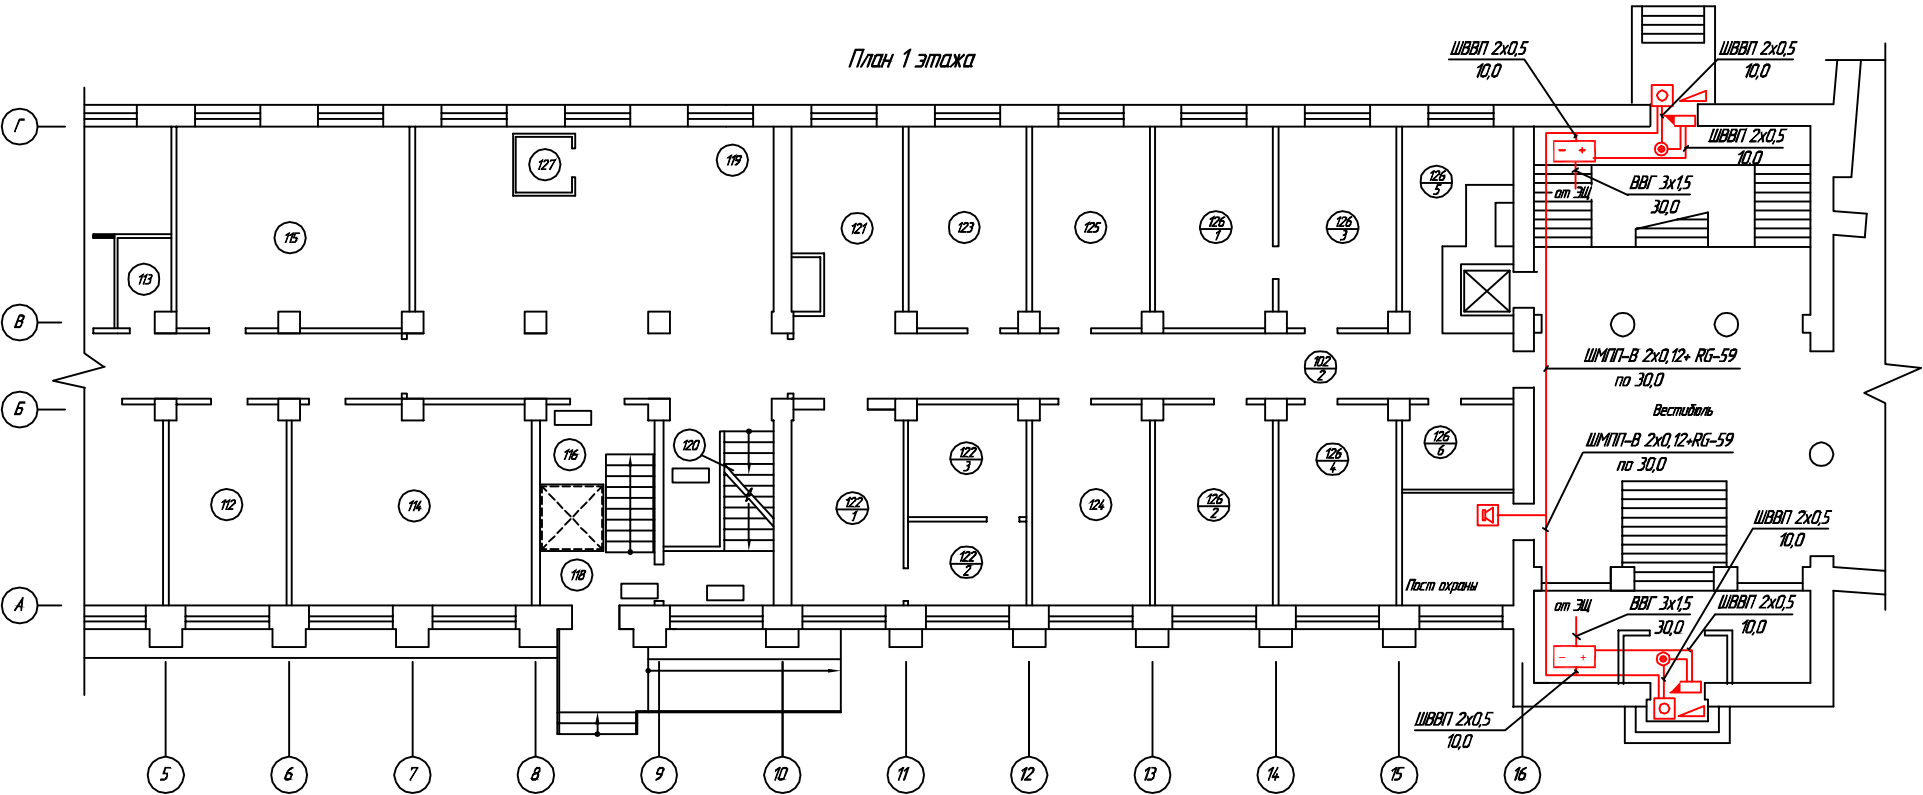 План 1 этажа
ШВВП 2х0,5
10,0
ШВВП 2х0,5
10,0
Г
ШВВП 2х0,5
10,0
127
119
126
5
ВВГ 3х1,5
30,0
от ЭЩ
115
121
123
125
126
1
126
3
113
В
102
2
ШМПП-В 2х0,12+ RG-59
по 30,0
Б
Вестибюль
116
120
122
3
126
4
126
6
ШМПП-В 2х0,12+RG-59
по 30,0
112
114
122
1
124
126
2
ШВВП 2х0,5
10,0
118
122
2
Пост охраны
А
от ЭЩ
ВВГ 3х1,5
30,0
ШВВП 2х0,5
10,0
ШВВП 2х0,5
10,0
5
6
7
8
9
10
11
12
13
14
15
16